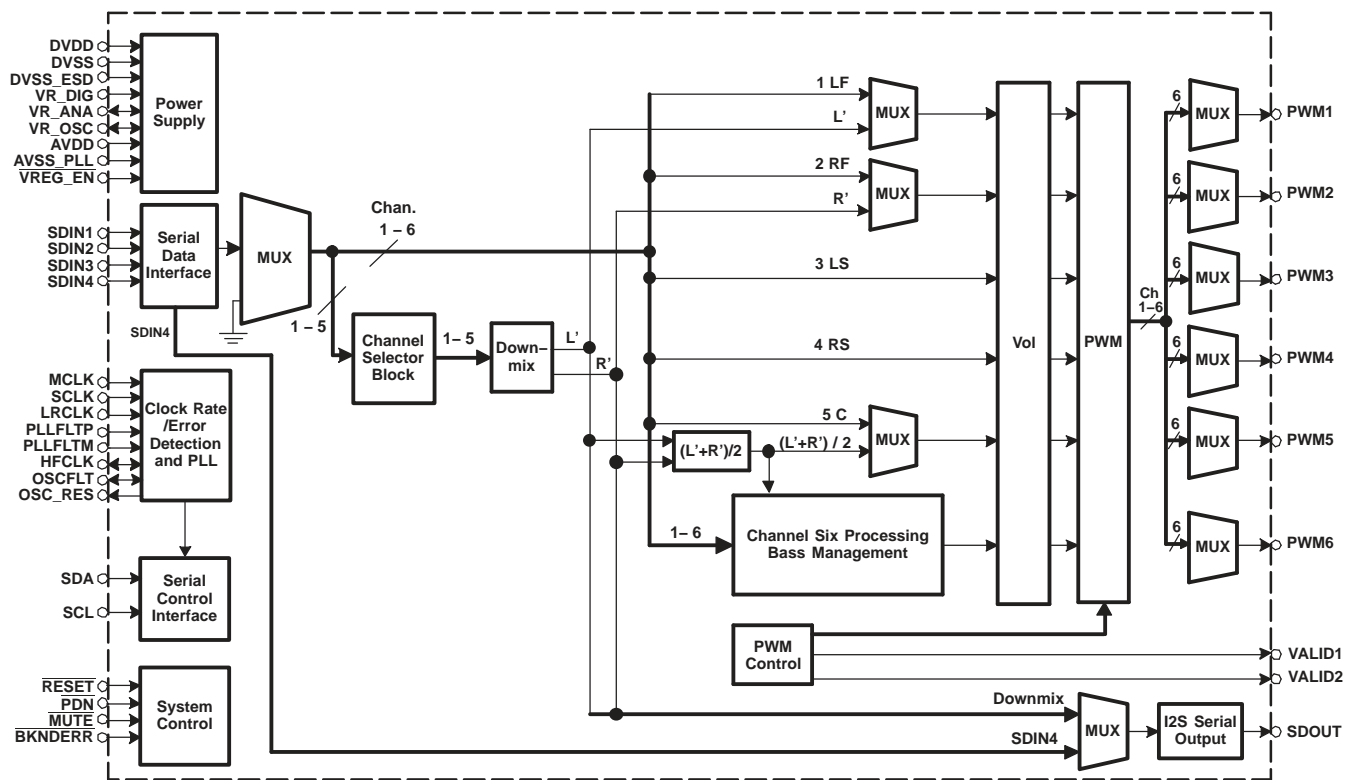 DVDD
DVSS
DVSS_ESD
VR_DIG
VR_ANA
VR_OSC
AVDD
AVSS_PLL
VREG_EN
Power
Supply
SDIN1
SDIN2
SDIN3
SDIN4
Serial
Data
Interface
MUX
SDIN4
Chan.
1 – 6
1 – 5
Channel
Selector
Block
1 – 5
Down–
mix
L'
R'
MCLK
SCLK
LRCLK
PLLFLTP
PLLFLTM
HFCLK
OSCFLT
OSC_RES
Clock Rate
/Error
Detection
and PLL
SDA
SCL
Serial
Control
Interface
RESET
PDN
MUTE
BKNDERR
System
Control
1 LF
L'
MUX
2 RF
R'
MUX
3 LS
4 RS
5 C
(L'+R')/2
(L'+R') / 2
MUX
1– 6
Channel Six Processing
Bass Management
Vol
PWM
Ch
1–6
6
MUX
PWM1
6
MUX
PWM2
6
MUX
PWM3
6
MUX
PWM4
6
MUX
PWM5
6
MUX
PWM6
PWM
Control
VALID1
VALID2
Downmix
SDIN4
MUX
I2S Serial
Output
SDOUT